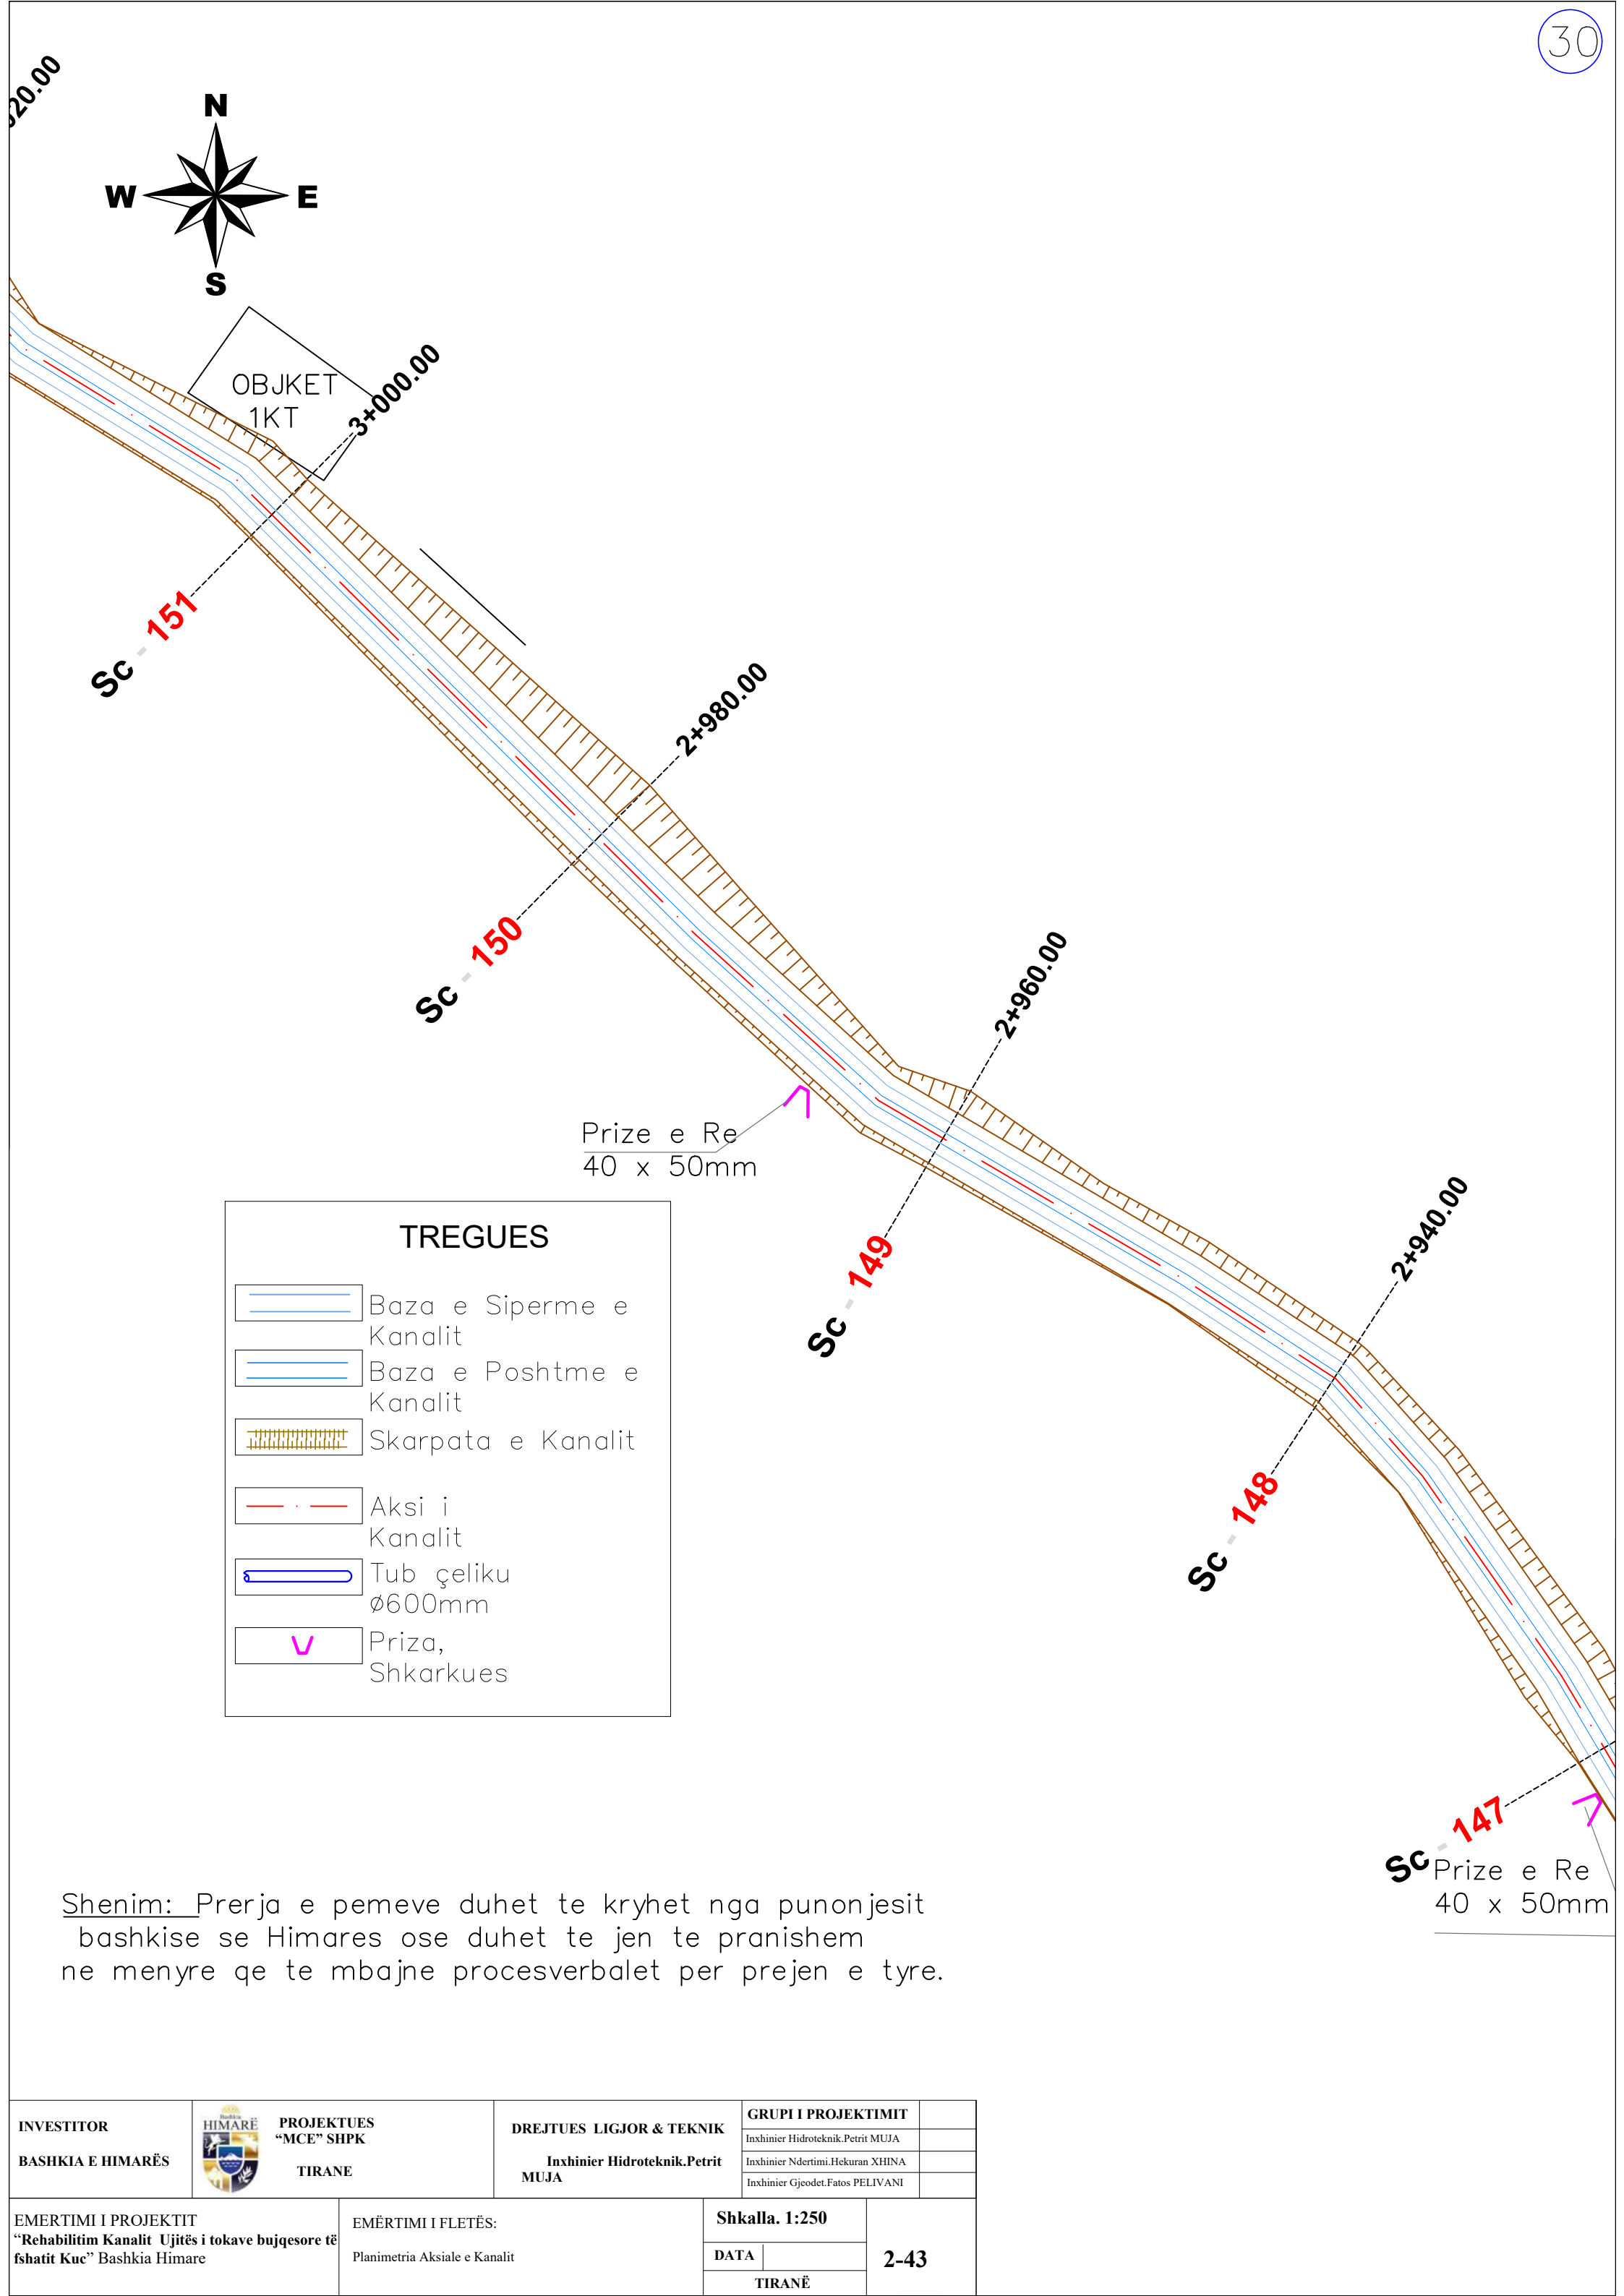 30
N
W
E
S
OBJKET
1KT
3+000.00
Sc - 151
2+980.00
Sc - 150
2+960.00
Sc - 149
2+940.00
Sc - 148
Sc - 147
Prize e Re
40 x 50mm
Prize e Re
40 x 50mm
TREGUES
Baza e Siperme e
Kanalit
Baza e Poshtme e
Kanalit
Skarpata e Kanalit
Aksi i
Kanalit
Tub çeliku
Ø600mm
Priza,
Shkarkues
Shenim: Prerja e pemeve duhet te kryhet nga punonjesit
bashkise se Himares ose duhet te jen te pranishem
ne menyre qe te mbajne procesverbalet per prejen e tyre.
INVESTITOR
BASHKIA E HIMARËS
Bashkia
HIMARË
PROJEKTUES
“MCE” SHPK
TIRANE
DREJTUES LIGJOR & TEKNIK
Inxhinier Hidroteknik.Petrit
MUJA
GRUPI I PROJEKTIMIT
Inxhinier Hidroteknik.Petrit MUJA
Inxhinier Ndertimi.Hekuran XHINA
Inxhinier Gjeodet.Fatos PELIVANI
EMERTIMI I PROJEKTIT
“Rehabilitim Kanalit Ujitës i tokave bujqesore të
fshatit Kuc” Bashkia Himare
EMËRTIMI I FLETËS:
Planimetria Aksiale e Kanalit
Shkalla. 1:250
DATA
TIRANË
2-43